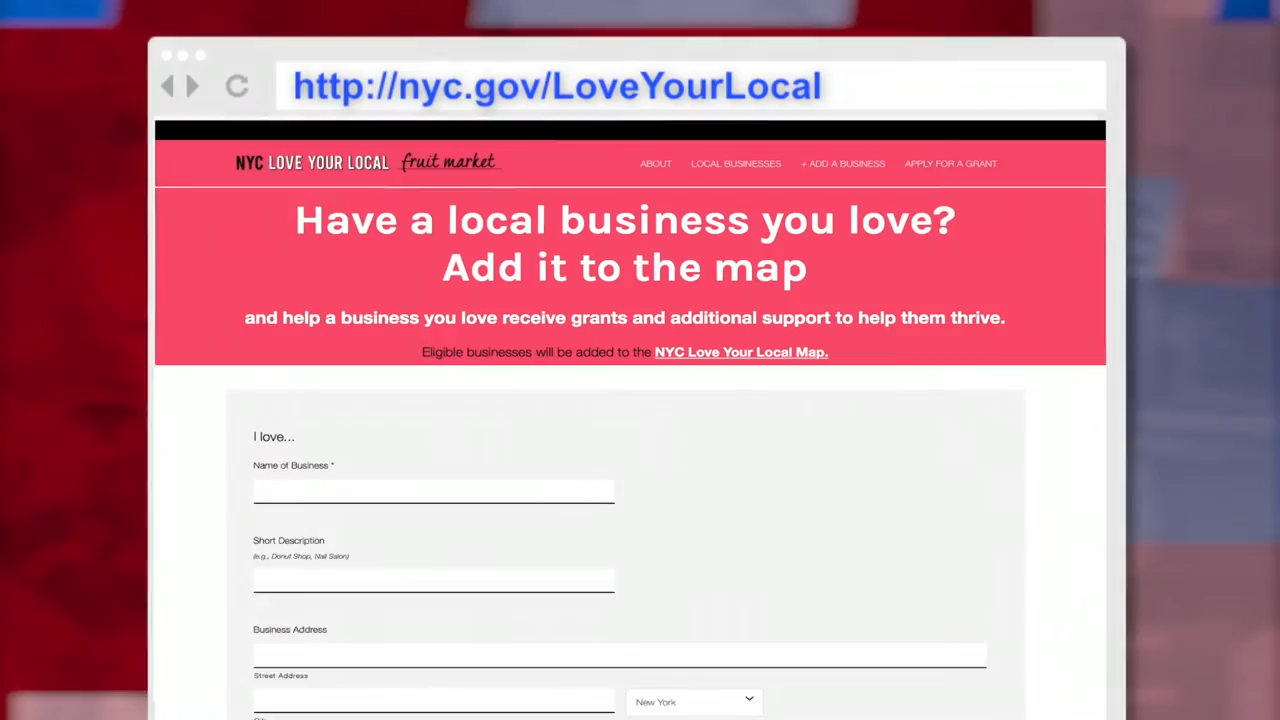 http://nyc.gov/LoveYourLocal
NYC LOVE YOUR LOCAL fruit market
ABOUT LOCAL BUSINESSES + ADD A BUSINESS APPLY FOR A GRANT
Have a local business you love?
Add it to the map
and help a business you love receive grants and additional support to help them thrive.
Eligible businesses will be added to the NYC Love Your Local Map.
I love...
Name of Business *
Short Description
(e.g., Donut Shop, Nail Salon)
Business Address
Street Address
New York